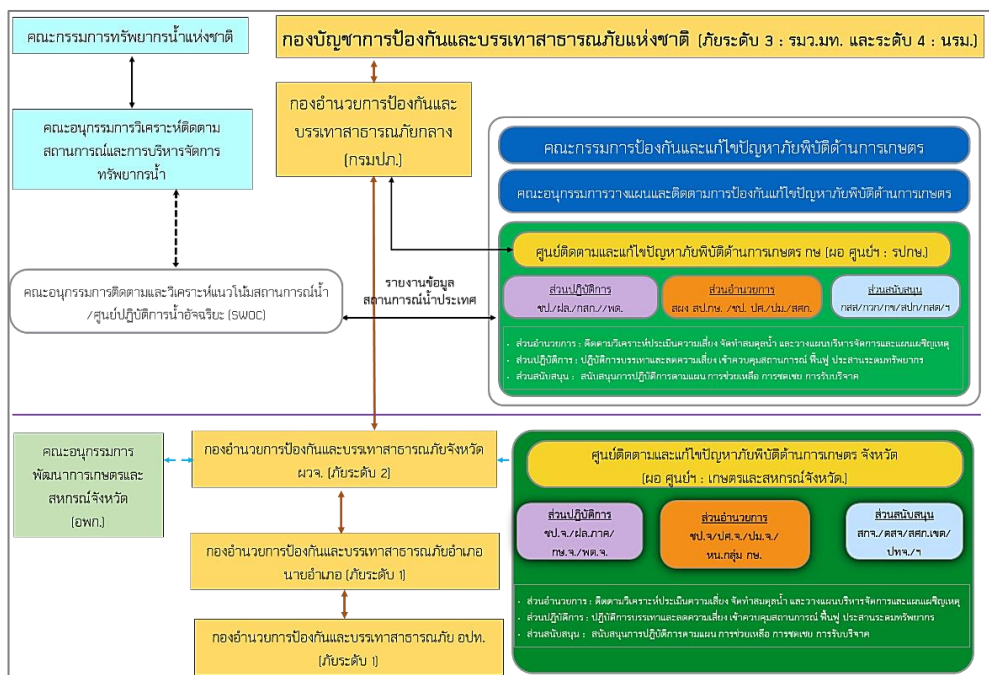 คณะกรรมการทรัพยากรน้ำแห่งชาติ
กองบัญชาการป้องกันและบรรเทาสาธารณภัยแห่งชาติ (ภัยระดับ 3 : รมว.มท. และระดับ 4 : นรม.)
คณะอนุกรรมการวิเคราะห์ติดตาม
สถานการณ์และการบริหารจัดการ
ทรัพยากรน้ำ
กองอำนวยการป้องกันและ
บรรเทาสาธารณภัยกลาง
(กรมปภ.)
คณะกรรมการป้องกันและแก้ไขปัญหาภัยพิบัติด้านการเกษตร
คณะอนุกรรมการวางแผนและติดตามการป้องกันแก้ไขปัญหาภัยพิบัติด้านการเกษตร
ศูนย์ติดตามและแก้ไขปัญหาภัยพิบัติด้านการเกษตร กษ (ผอ ศูนย์ฯ : รปกษ.)
ส่วนปฏิบัติการ
ชป./ฝล./กสก.//พด.
ส่วนอำนวยการ
สผง สป.กษ. /ชป. ปศ./ปม./สศก.
ส่วนสนับสนุน
กสส/กวก/กข/สปก/กสต/ฯ
ส่วนอำนวยการ : ติดตามวิเคราะห์ประเมินความเสี่ยง จัดทำสมดุลน้ำ และวางแผนบริหารจัดการและแผนเผชิญเหตุ
ส่วนปฏิบัติการ : ปฏิบัติการบรรเทาและลดความเสี่ยง เข้าควบคุมสถานการณ์ ฟื้นฟู ประสานระดมทรัพยากร
ส่วนสนับสนุน : สนับสนุนการปฏิบัติการตามแผน การช่วยเหลือ การชดเชย การรับบริจาค
คณะอนุกรรมการติดตามและวิเคราะห์แนวโน้มสถานการณ์น้ำ
/ศูนย์ปฏิบัติการน้ำอัจฉริยะ (SWOC)
รายงานข้อมูล
สถานการณ์น้ำประเทศ
คณะอนุกรรมการ
พัฒนาการเกษตรและ
สหกรณ์จังหวัด
(อพก.)
กองอำนวยการป้องกันและบรรเทาสาธารณภัยจังหวัด
ผวจ. (ภัยระดับ 2)
กองอำนวยการป้องกันและบรรเทาสาธารณภัยอำเภอ
นายอำเภอ (ภัยระดับ 1)
กองอำนวยการป้องกันและบรรเทาสาธารณภัย อปท.
(ภัยระดับ 1)
ศูนย์ติดตามและแก้ไขปัญหาภัยพิบัติด้านการเกษตร จังหวัด
(ผอ ศูนย์ฯ : เกษตรและสหกรณ์จังหวัด.)
ส่วนปฏิบัติการ
ชป.จ./ฝล.ภาค/
กษ.จ./พด.จ.
ส่วนอำนวยการ
ชป.จ/ปศ.จ./ปม.จ./
หน.กลุ่ม กษ.
ส่วนสนับสนุน
สกจ./ตสจ/สศก.เขต/
ปทจ./ฯ
ส่วนอำนวยการ : ติดตามวิเคราะห์ประเมินความเสี่ยง จัดทำสมดุลน้ำ และวางแผนบริหารจัดการและแผนเผชิญเหตุ
ส่วนปฏิบัติการ : ปฏิบัติการบรรเทาและลดความเสี่ยง เข้าควบคุมสถานการณ์ ฟื้นฟู ประสานระดมทรัพยากร
ส่วนสนับสนุน : สนับสนุนการปฏิบัติการตามแผน การช่วยเหลือ การชดเชย การรับบริจาค